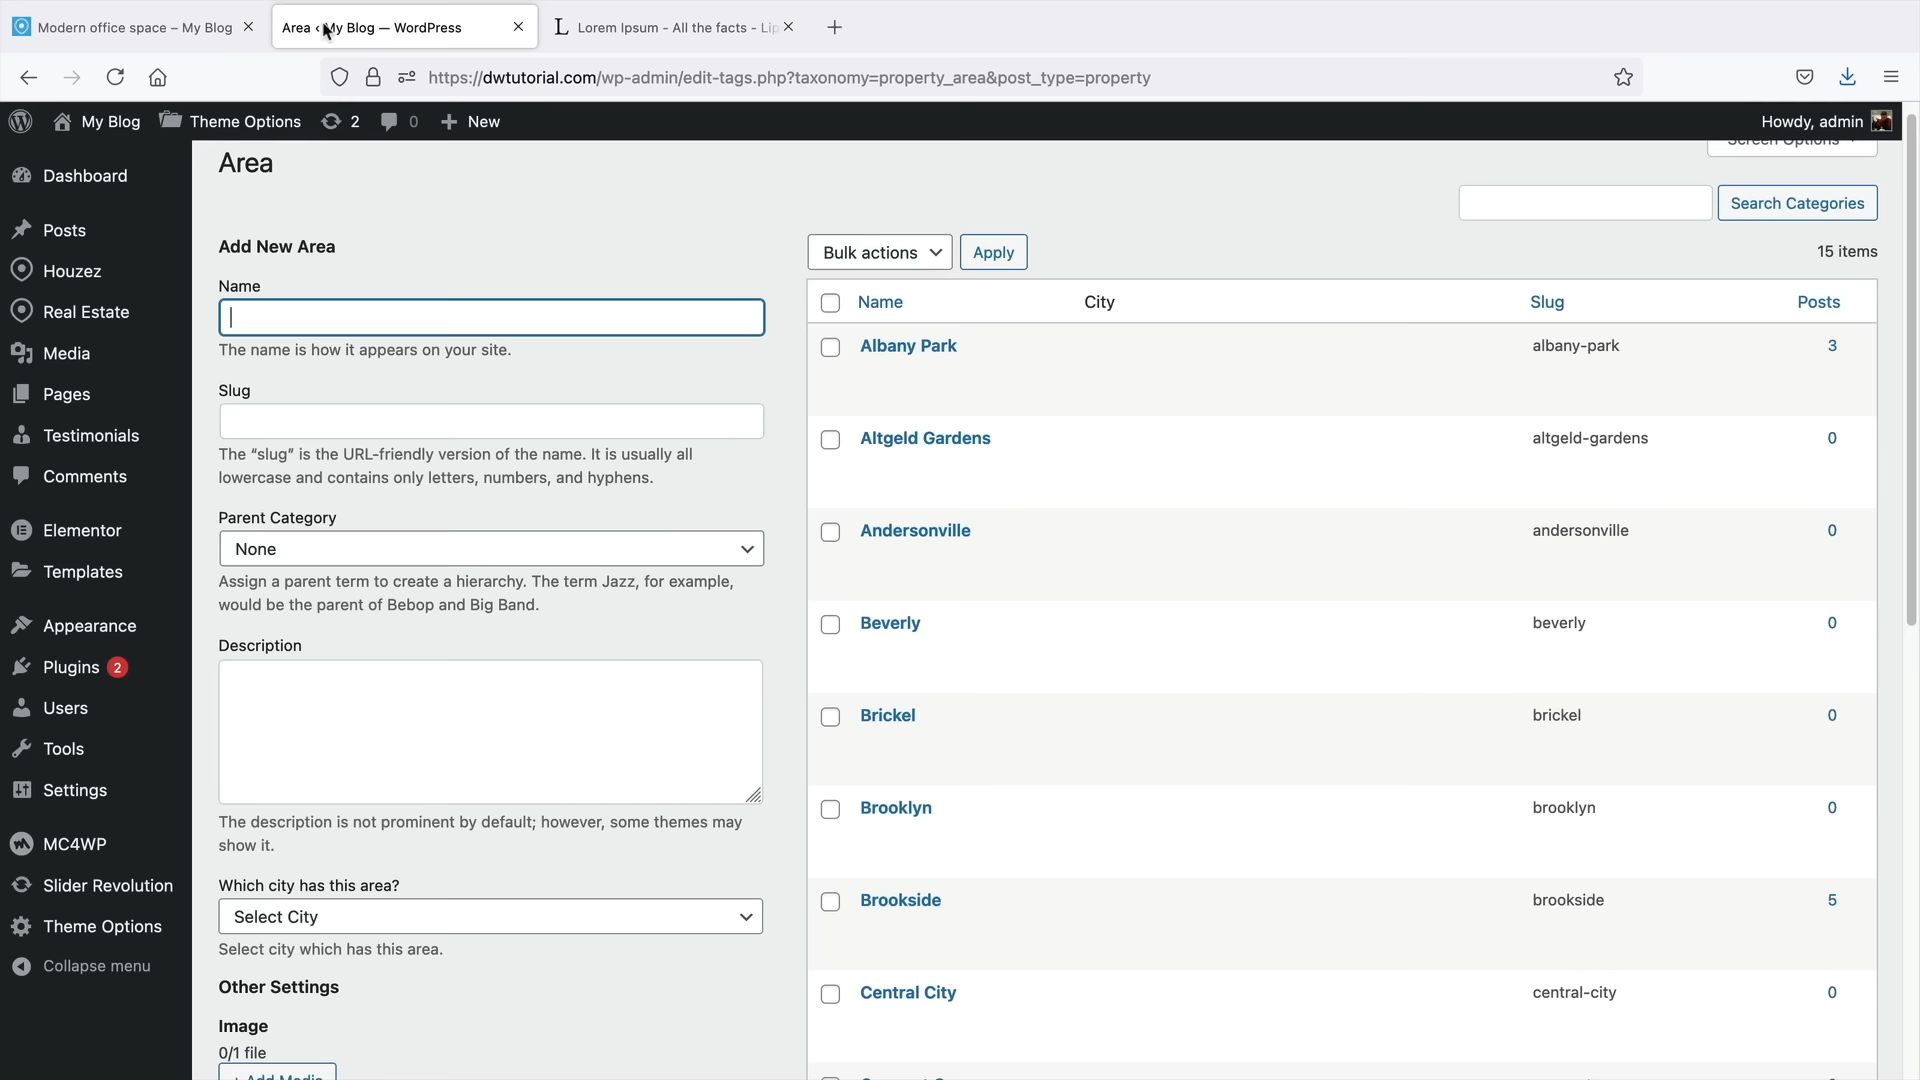 Modern office space – My Blog
Area ‹ My Blog — WordPress
Lorem Ipsum - All the facts - Lip
https://dwtutorial.com/wp-admin/edit-tags.php?taxonomy=property_area&post_type=property
My Blog
Theme Options
2
0
New
Howdy, admin
Screen Options
Dashboard
Posts
Houzez
Real Estate
Media
Pages
Testimonials
Comments
Elementor
Templates
Appearance
Plugins 2
Users
Tools
Settings
MC4WP
Slider Revolution
Theme Options
Collapse menu
Area
Search Categories
Add New Area
Name
The name is how it appears on your site.
Slug
The “slug” is the URL-friendly version of the name. It is usually all
lowercase and contains only letters, numbers, and hyphens.
Parent Category
None
Assign a parent term to create a hierarchy. The term Jazz, for example,
would be the parent of Bebop and Big Band.
Description
The description is not prominent by default; however, some themes may
show it.
Which city has this area?
Select City
Select city which has this area.
Other Settings
Image
0/1 file
+ Add Media
Bulk actions
Apply
15 items
Name City Slug Posts
Albany Park albany-park 3
Altgeld Gardens altgeld-gardens 0
Andersonville andersonville 0
Beverly beverly 0
Brickel brickel 0
Brooklyn brooklyn 0
Brookside brookside 5
Central City central-city 0